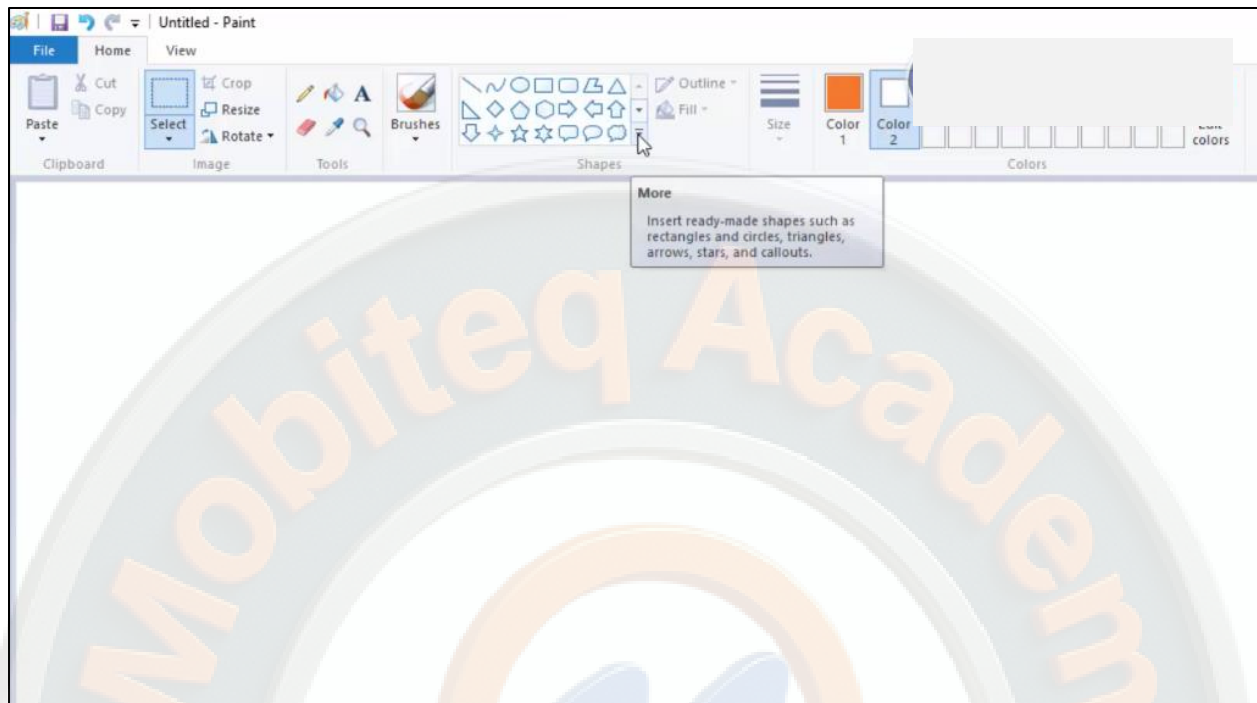 Untitled - Paint
File Home View
Paste
Cut
Copy
Clipboard
Select
Crop
Resize
Rotate
Image
A
Tools
Brushes
Shapes
Outline
Fill
Size
Color 1
Color 2
Edit colors
Colors
More
Insert ready-made shapes such as
rectangles and circles, triangles,
arrows, stars, and callouts.
Mobiteq Academ